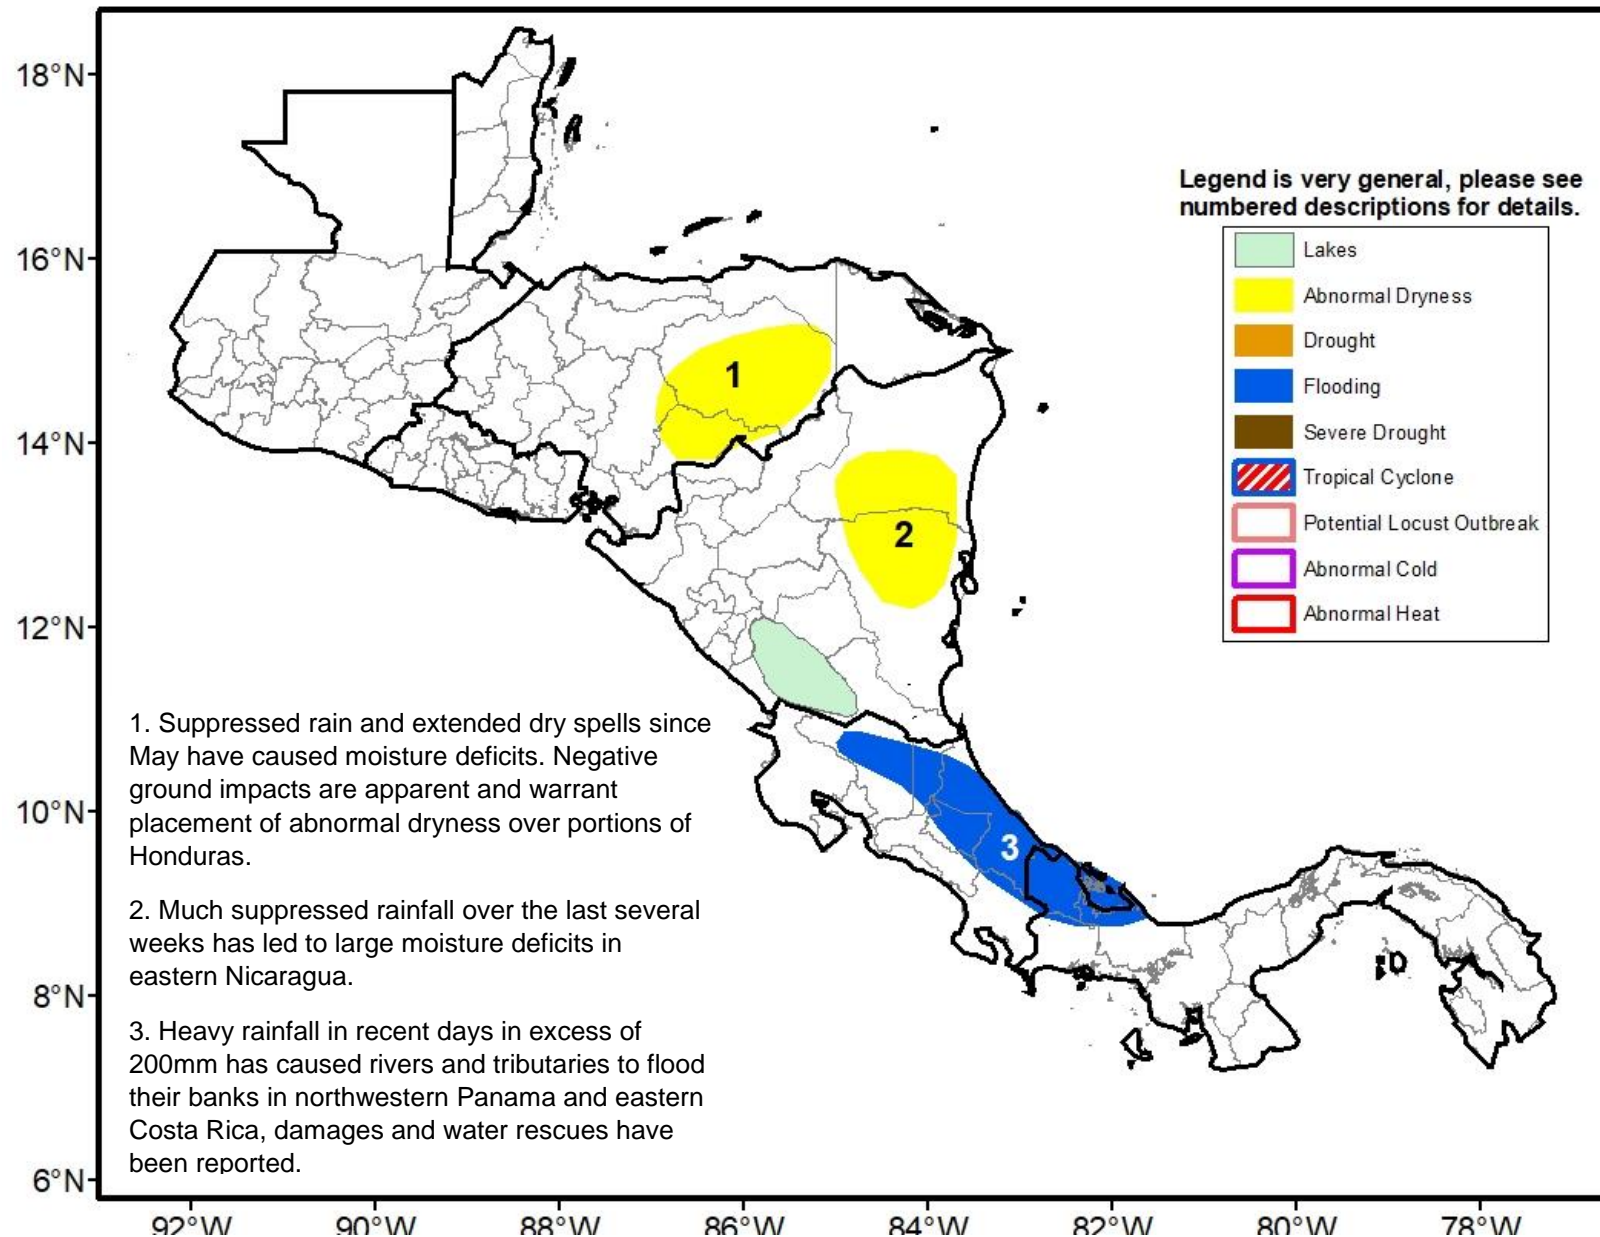 18°N
16°N
14°N
12°N
10°N
8°N
6°N
92°W
90°W
88°W
86°W
84°W
82°W
80°W
78°W
1
2
3
Legend is very general, please see
numbered descriptions for details.
Lakes
Abnormal Dryness
Drought
Flooding
Severe Drought
Tropical Cyclone
Potential Locust Outbreak
Abnormal Cold
Abnormal Heat
1. Suppressed rain and extended dry spells since
May have caused moisture deficits. Negative
ground impacts are apparent and warrant
placement of abnormal dryness over portions of
Honduras.
2. Much suppressed rainfall over the last several
weeks has led to large moisture deficits in
eastern Nicaragua.
3. Heavy rainfall in recent days in excess of
200mm has caused rivers and tributaries to flood
their banks in northwestern Panama and eastern
Costa Rica, damages and water rescues have
been reported.